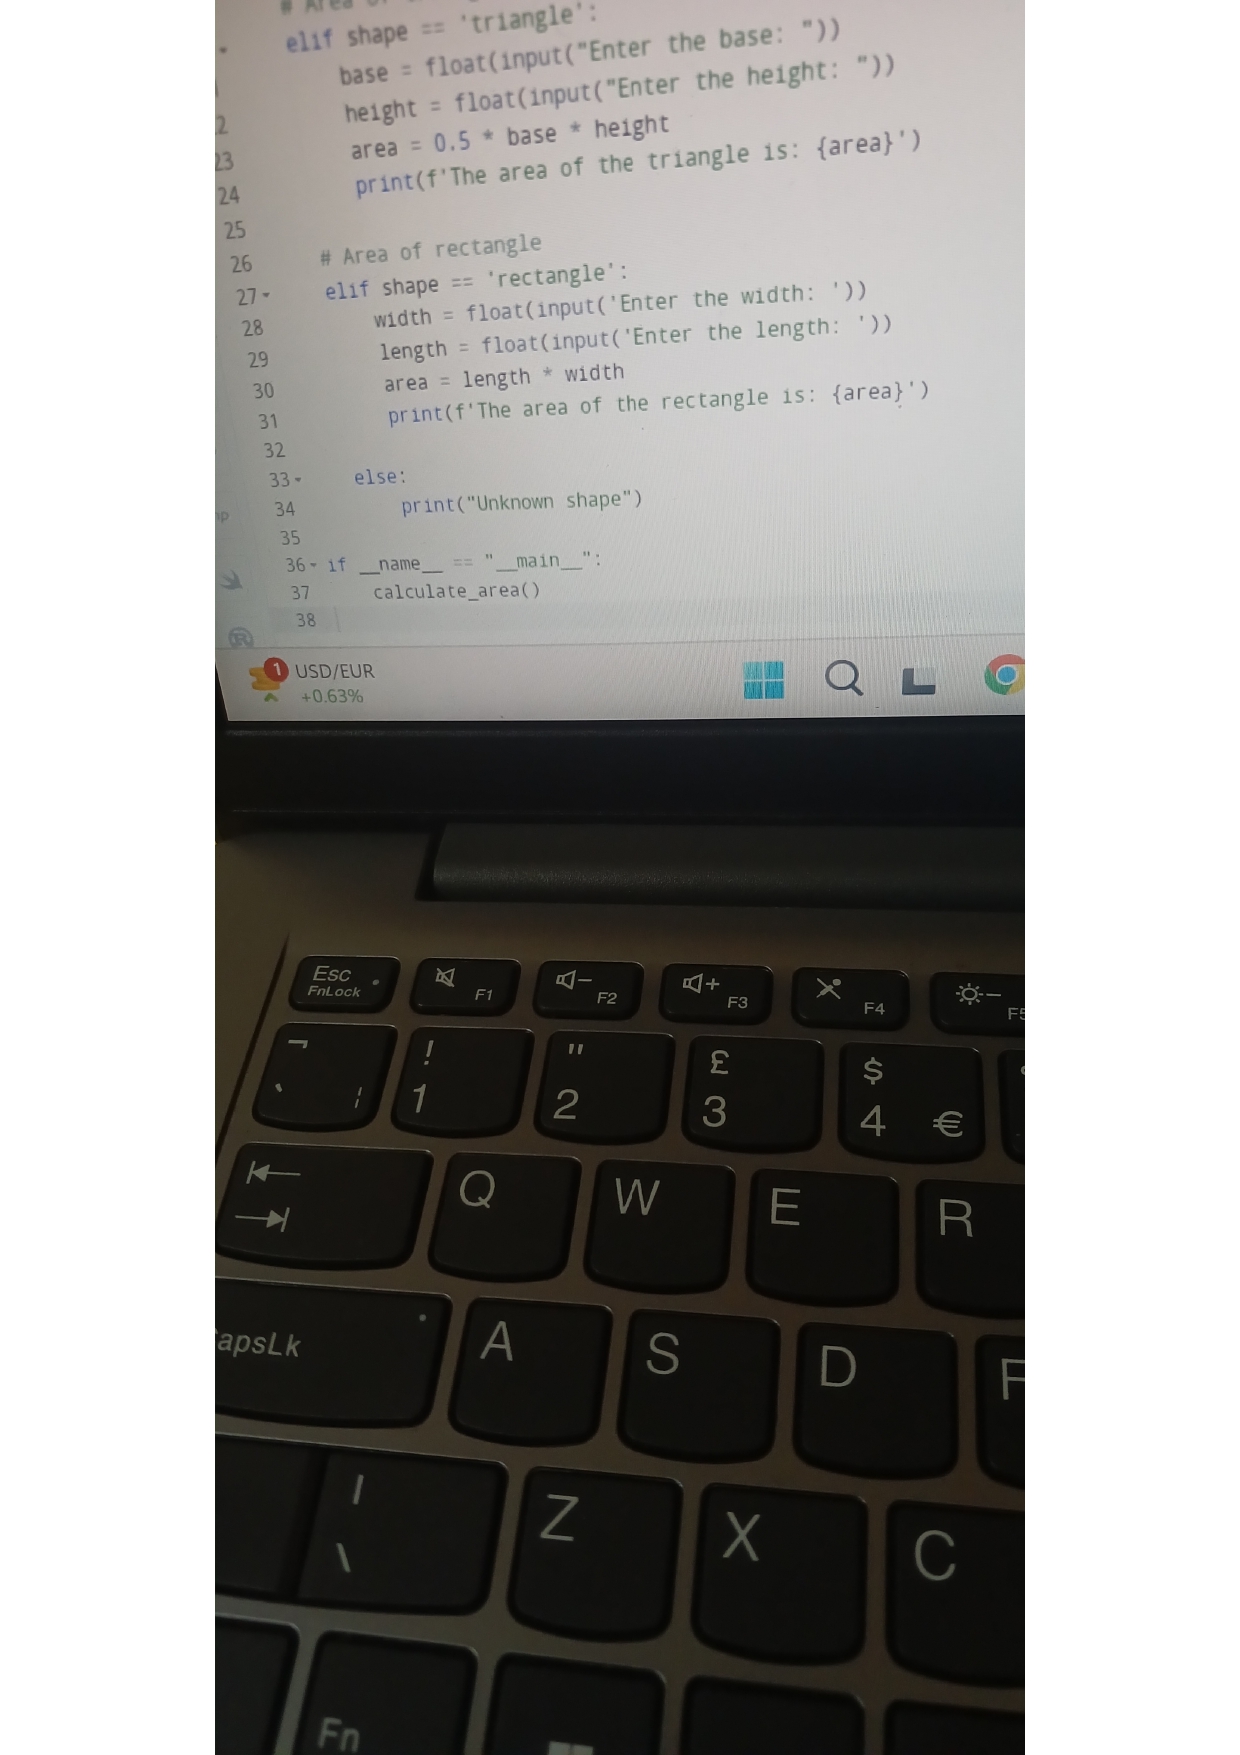 # Area of
elif shape == 'triangle':
2 base = float(input("Enter the base: "))
23 height = float(input("Enter the height: "))
24 area = 0.5 * base * height
25 print(f'The area of the triangle is: {area}')
26 # Area of rectangle
27 elif shape == 'rectangle':
28 width = float(input('Enter the width: '))
29 length = float(input('Enter the length: '))
30 area = length * width
31 print(f'The area of the rectangle is: {area}')
32
33 else:
34 print("Unknown shape")
35
36 if __name__ == "__main__":
37 calculate_area()
38
1 USD/EUR
+0.63%
Esc
FnLock
F1
F2
F3
F4
F5
¬ ` ¦
! 1
" 2
£ 3
$ 4 €
Q W E R
apsLk A S D F
| \ Z X C
Fn